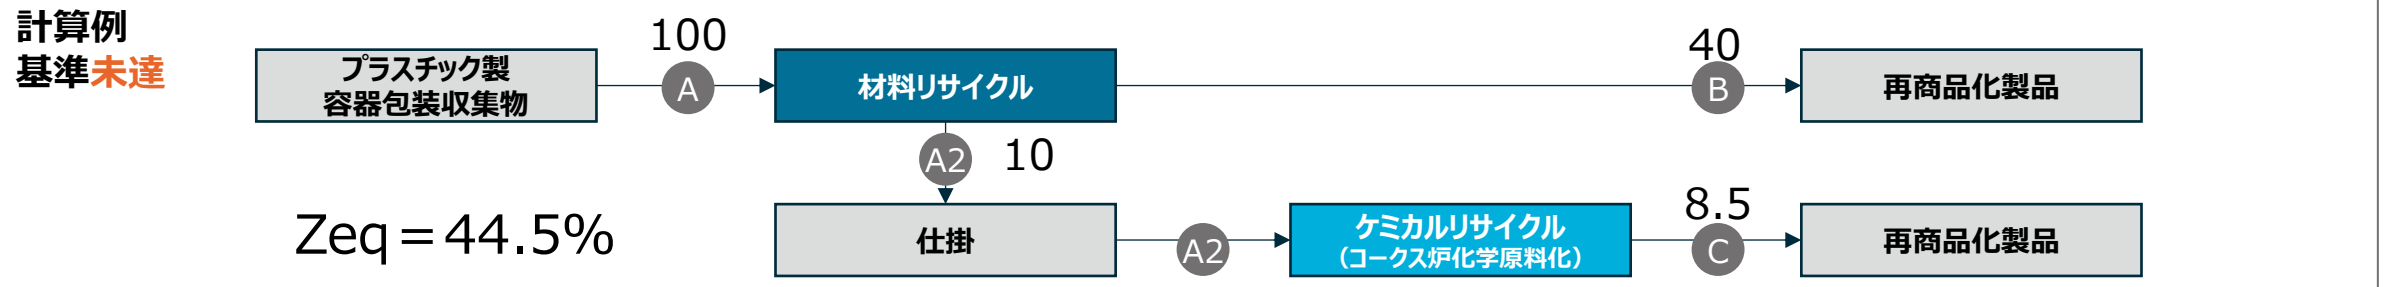 計算例
基準未達
プラスチック製
容器包装収集物
100
A
材料リサイクル
40
B
再商品化製品
A2
10
Zeq＝44.5%
仕掛
A2
ケミカルリサイクル
（コークス炉化学原料化）
8.5
C
再商品化製品